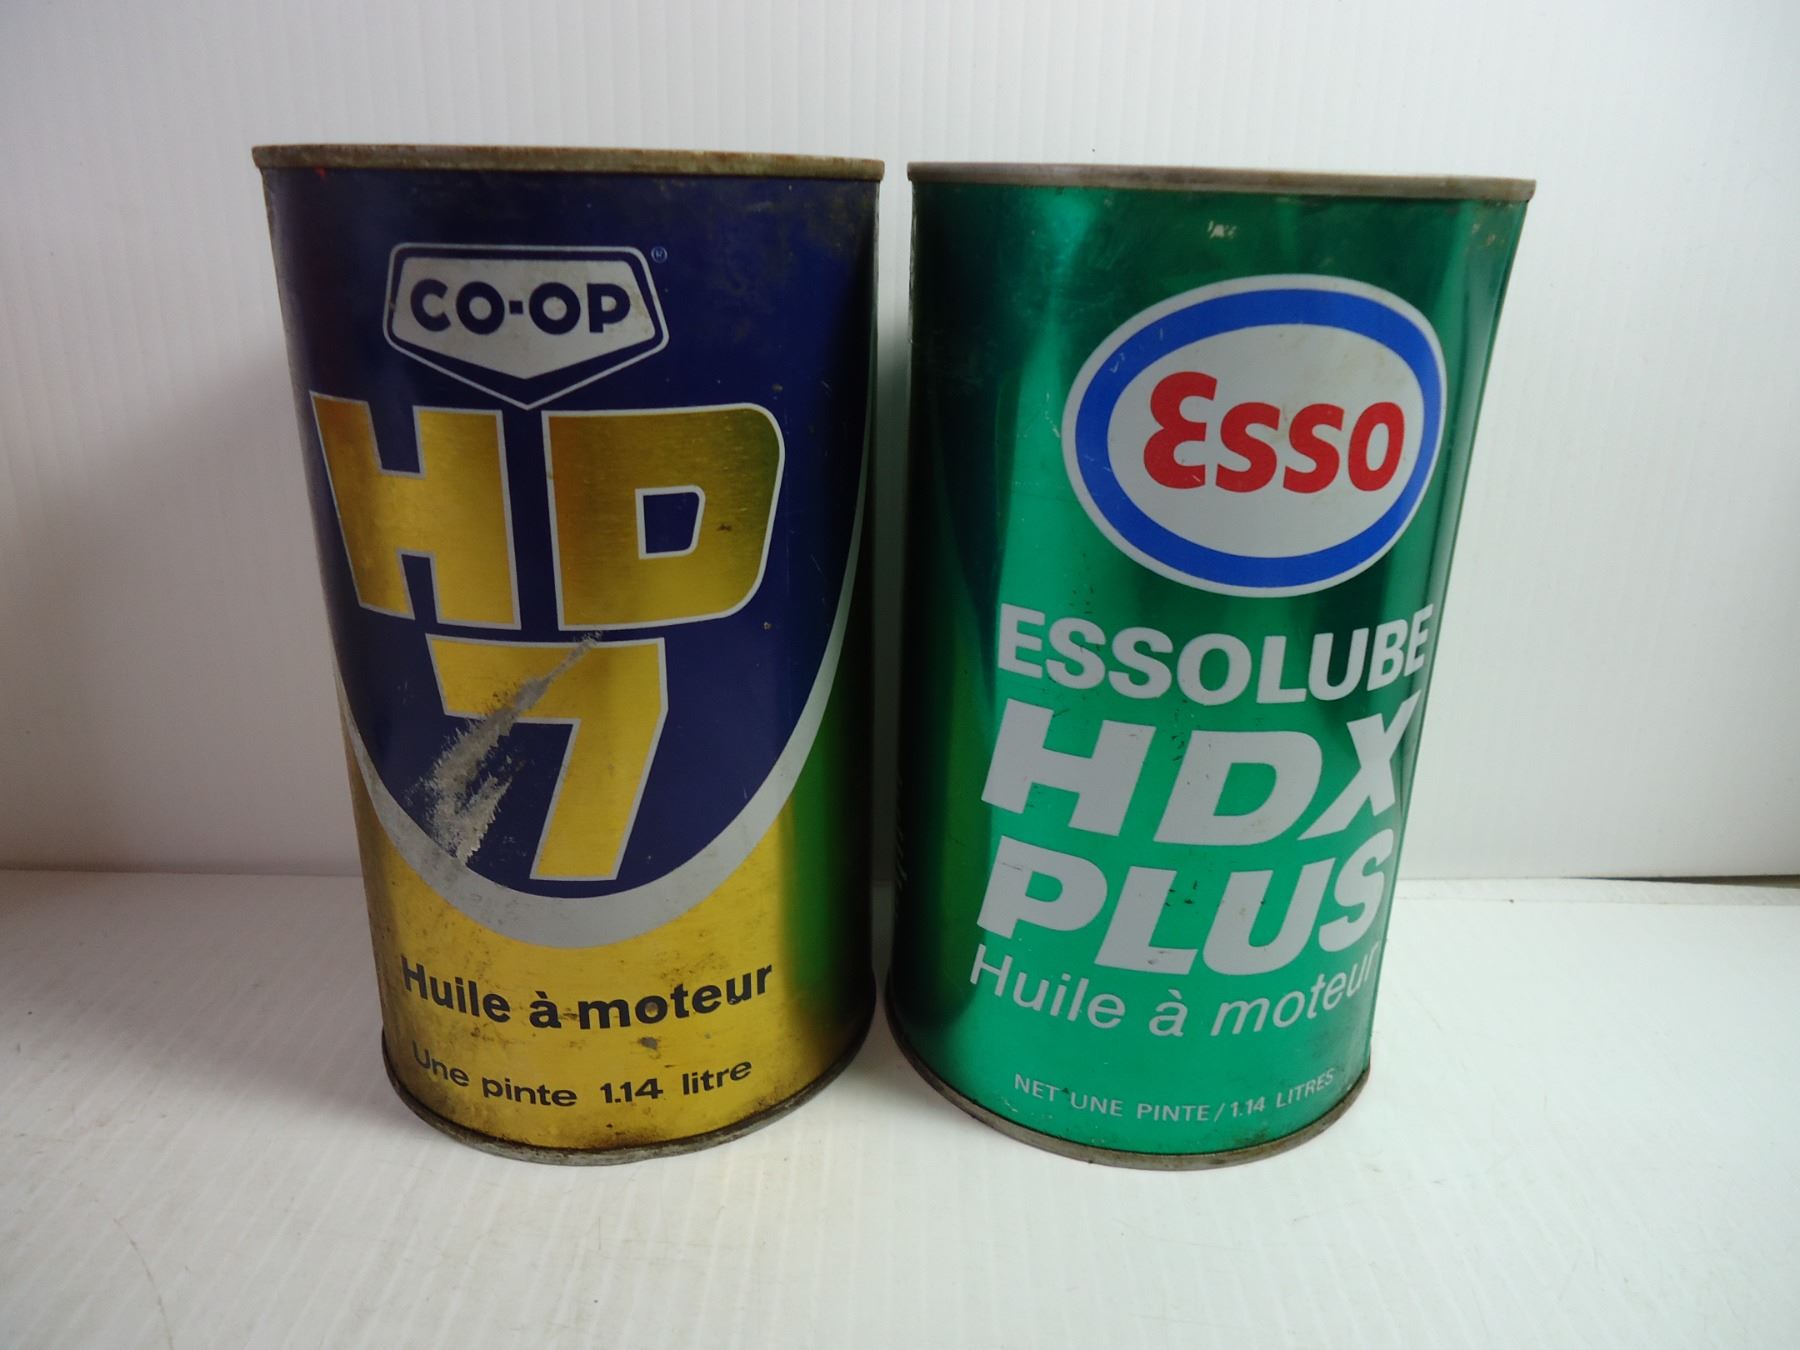 CO-OP ®
HD
7
Huile à moteur
Une pinte 1.14 litre
Esso
ESSOLUBE
HDX
PLUS
Huile à moteur
NET UNE PINTE/1.14 LITRES